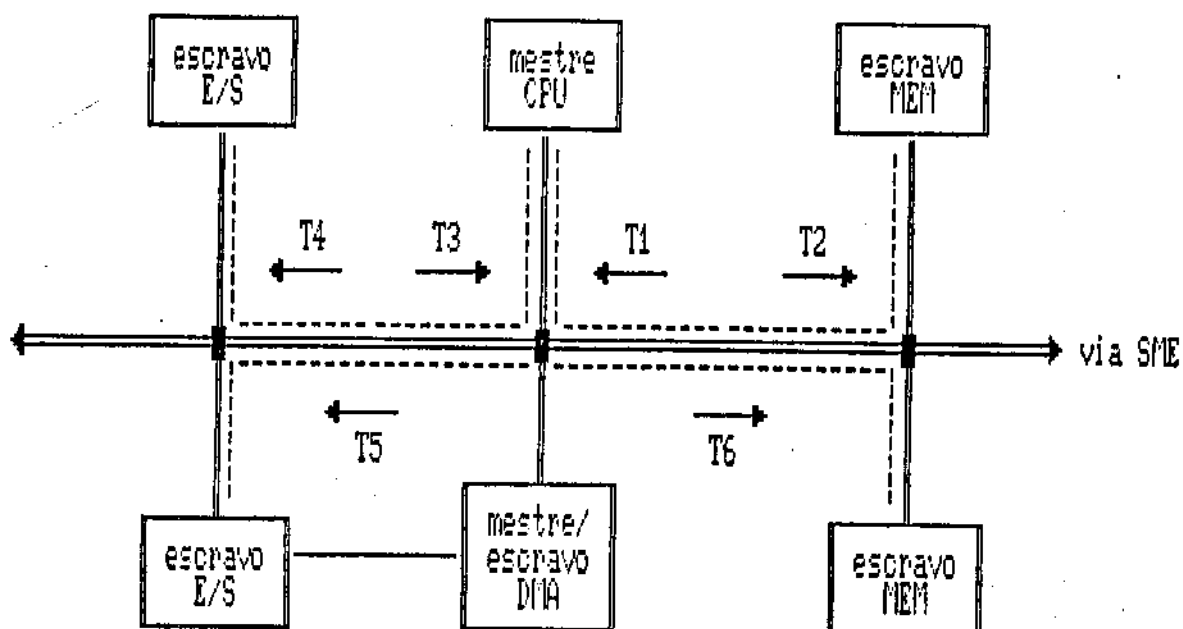 escravo
E/S
mestre
CPU
escravo
MEM
T4
T3
T1
T2
via SME
T5
T6
escravo
E/S
mestre/
escravo
DMA
escravo
MEM